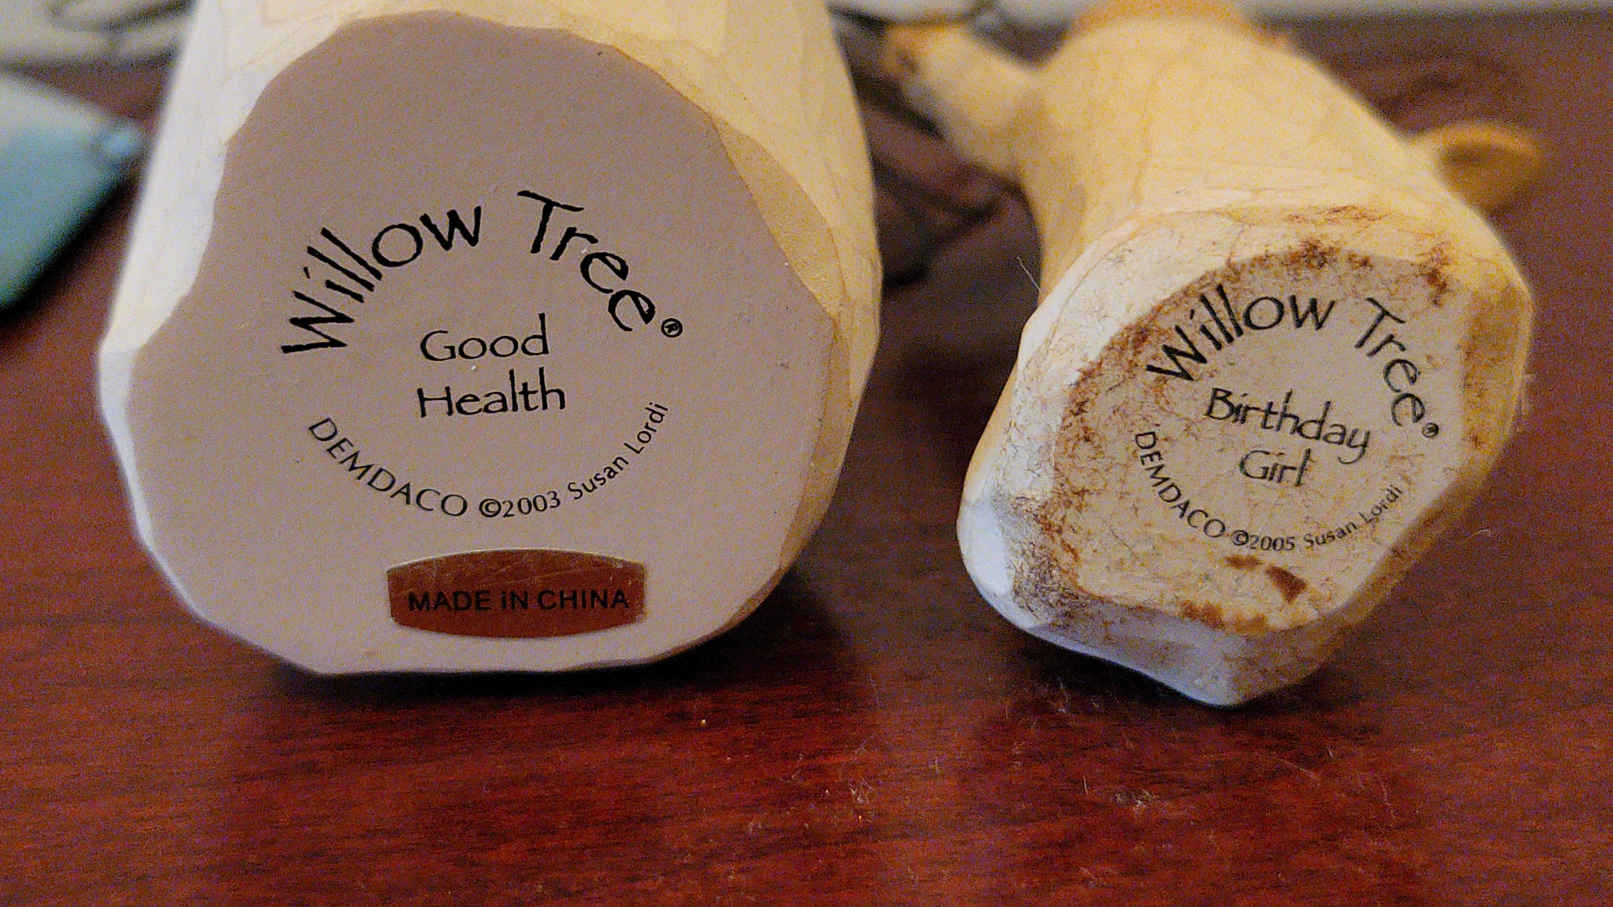 Willow Tree®
Good
Health
DEMDACO ©2003 Susan Lordi
MADE iN CHINA
Willow Tree®
Birthday
Girl
DEMDACO ©2005 Susan Lordi